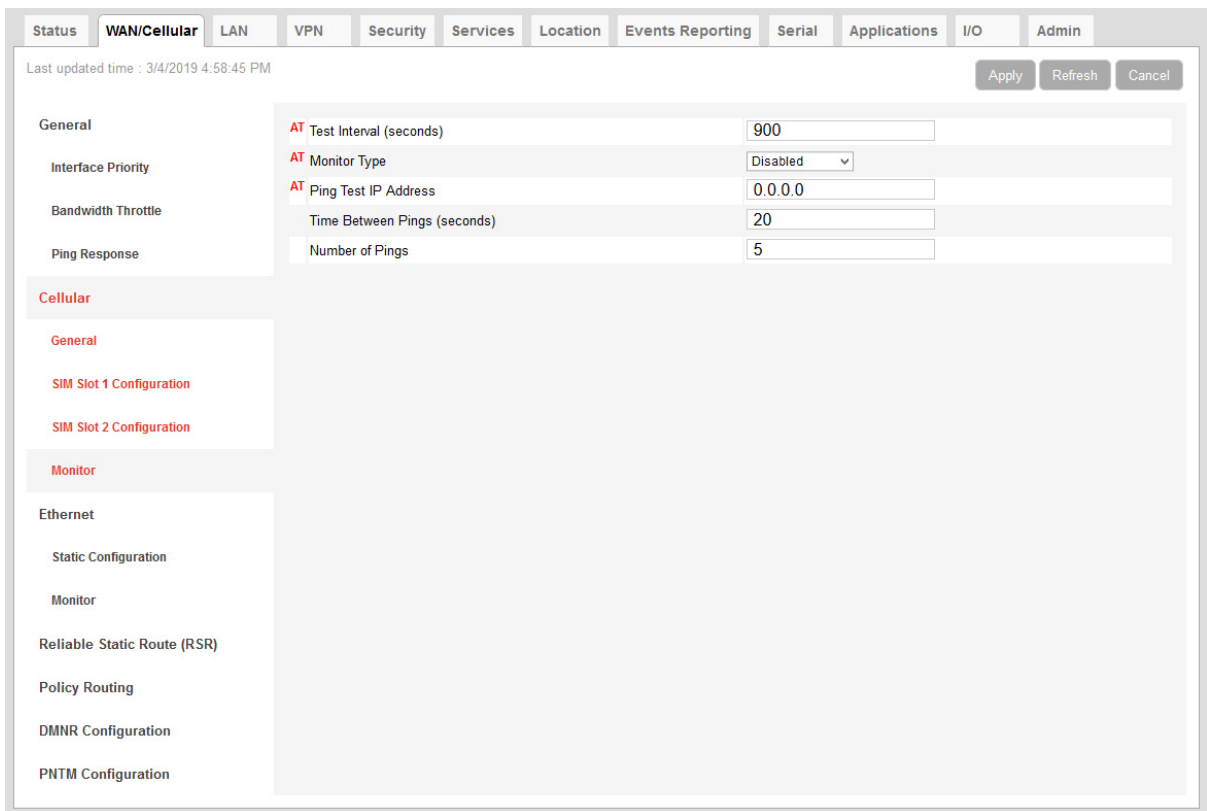 Status WAN/Cellular LAN VPN Security Services Location Events Reporting Serial Applications I/O Admin
Last updated time : 3/4/2019 4:58:45 PM
Apply Refresh Cancel
General
Interface Priority
Bandwidth Throttle
Ping Response
Cellular
General
SIM Slot 1 Configuration
SIM Slot 2 Configuration
Monitor
Ethernet
Static Configuration
Monitor
Reliable Static Route (RSR)
Policy Routing
DMNR Configuration
PNTM Configuration
AT Test Interval (seconds) 900
AT Monitor Type Disabled
AT Ping Test IP Address 0.0.0.0
Time Between Pings (seconds) 20
Number of Pings 5